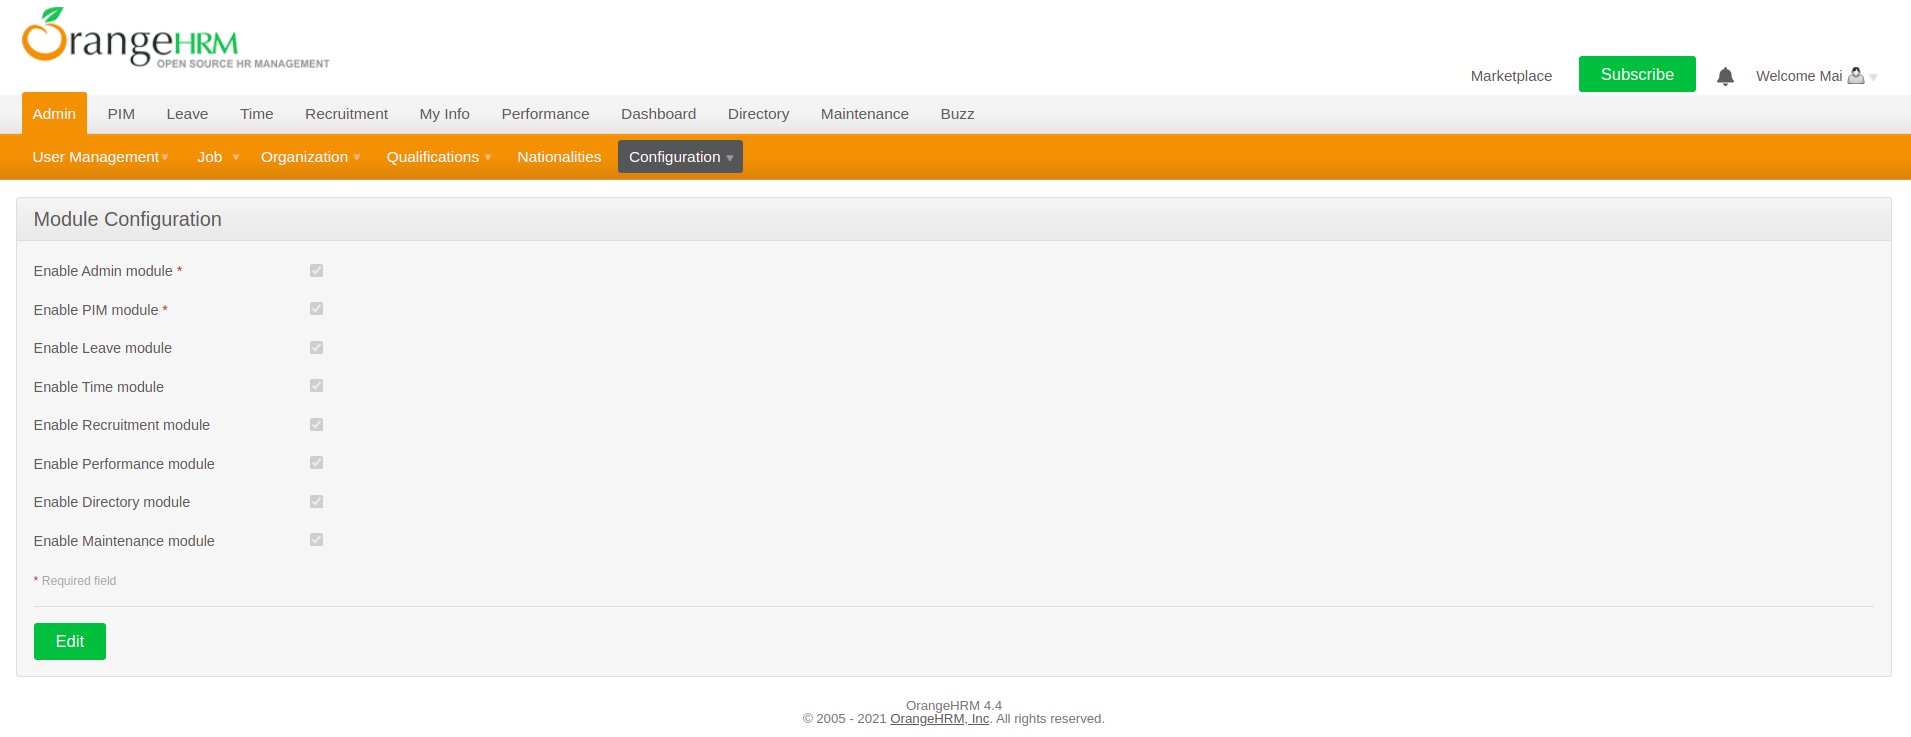 OrangeHRM
OPEN SOURCE HR MANAGEMENT
Marketplace
Subscribe
Welcome Mai
Admin PIM Leave Time Recruitment My Info Performance Dashboard Directory Maintenance Buzz
User Management Job Organization Qualifications Nationalities Configuration
Module Configuration
Enable Admin module *
Enable PIM module *
Enable Leave module
Enable Time module
Enable Recruitment module
Enable Performance module
Enable Directory module
Enable Maintenance module
* Required field
Edit
OrangeHRM 4.4
© 2005 - 2021 OrangeHRM, Inc. All rights reserved.